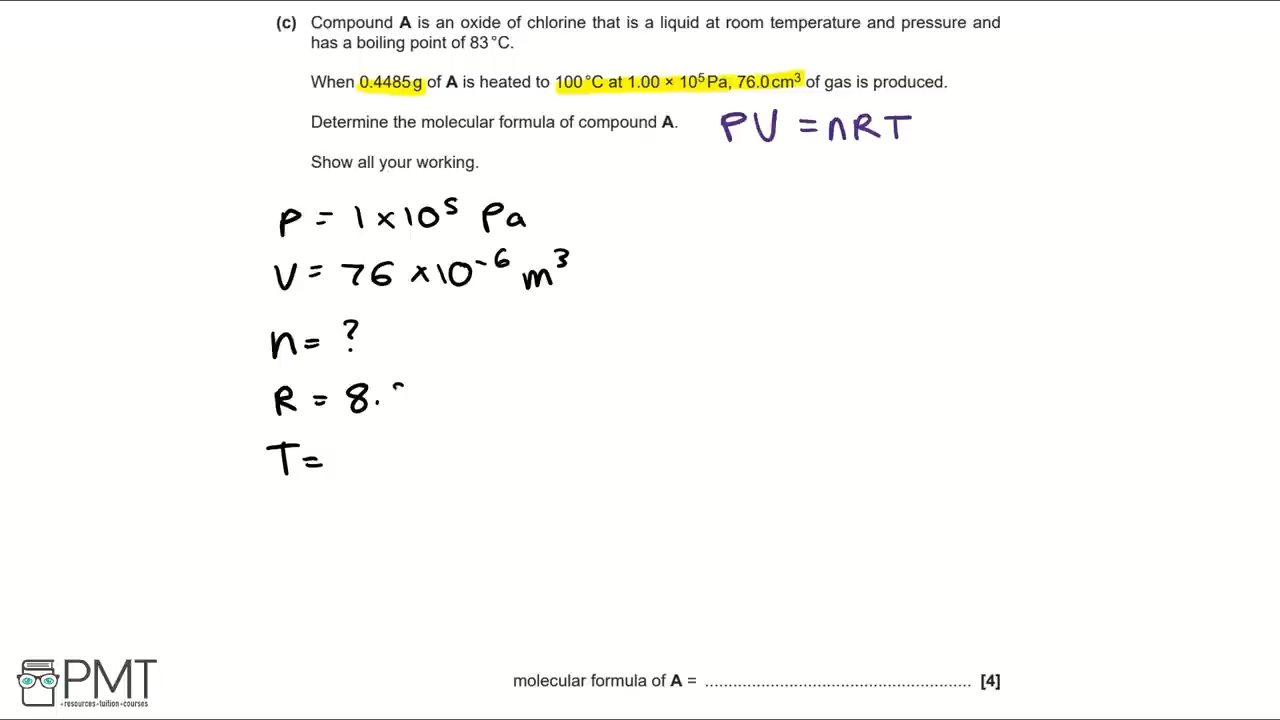 (c) Compound A is an oxide of chlorine that is a liquid at room temperature and pressure and
has a boiling point of 83 °C.
When 0.4485 g of A is heated to 100 °C at 1.00 × 10⁵ Pa, 76.0 cm³ of gas is produced.
Determine the molecular formula of compound A.
PV = nRT
Show all your working.
P = 1 × 10⁵ Pa
V = 76 × 10⁻⁶ m³
n = ?
R = 8.
T =
PMT
resources•tuition•courses
molecular formula of A = .......................................................... [4]